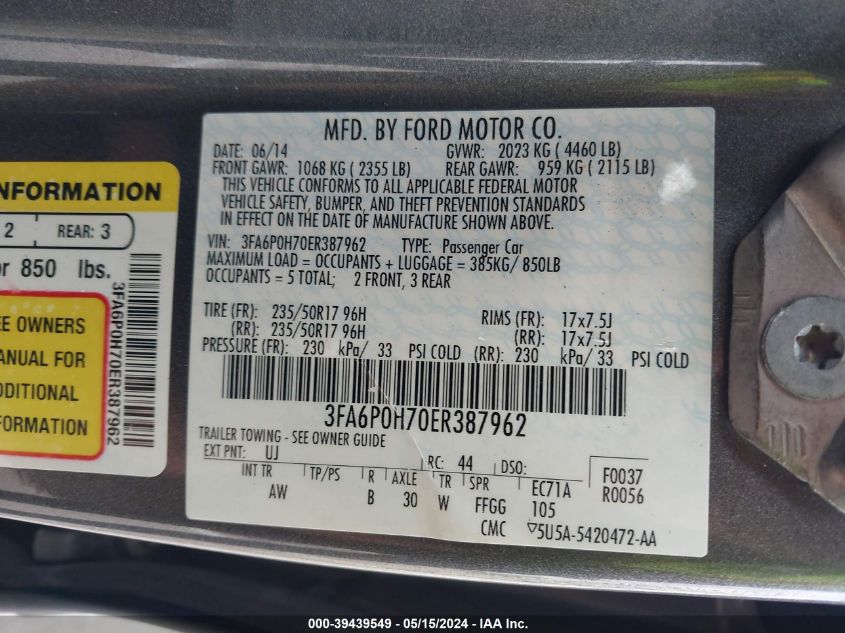 MFD. BY FORD MOTOR CO.
DATE: 06/14 GVWR: 2023 KG ( 4460 LB)
FRONT GAWR: 1068 KG ( 2355 LB) REAR GAWR: 959 KG ( 2115 LB)
THIS VEHICLE CONFORMS TO ALL APPLICABLE FEDERAL MOTOR
VEHICLE SAFETY, BUMPER, AND THEFT PREVENTION STANDARDS
IN EFFECT ON THE DATE OF MANUFACTURE SHOWN ABOVE.
VIN: 3FA6P0H70ER387962 TYPE: Passenger Car
MAXIMUM LOAD = OCCUPANTS + LUGGAGE = 385KG/ 850LB
OCCUPANTS = 5 TOTAL; 2 FRONT, 3 REAR
TIRE (FR): 235/50R17 96H RIMS (FR): 17x7.5J
(RR): 235/50R17 96H (RR): 17x7.5J
PRESSURE (FR): 230 kPa/ 33 PSI COLD (RR): 230 kPa/33 PSI COLD
3FA6P0H70ER387962
TRAILER TOWING - SEE OWNER GUIDE
EXT PNT: UJ RC: 44 DSO: F0037
INT TR TP/PS R AXLE TR SPR EC71A R0056
AW B 30 W FFGG 105
CMC ▽5U5A-5420472-AA
NFORMATION
2 REAR: 3
or 850 lbs.
EE OWNERS
ANUAL FOR
DDITIONAL
FORMATION
3FA6P0H70ER387962
000-39439549 — 05/15/2024 — IAA Inc.